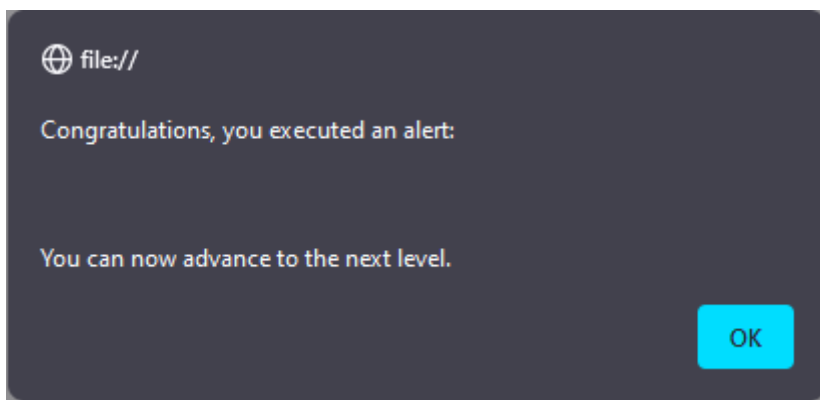 file://
Congratulations, you executed an alert:
You can now advance to the next level.
OK